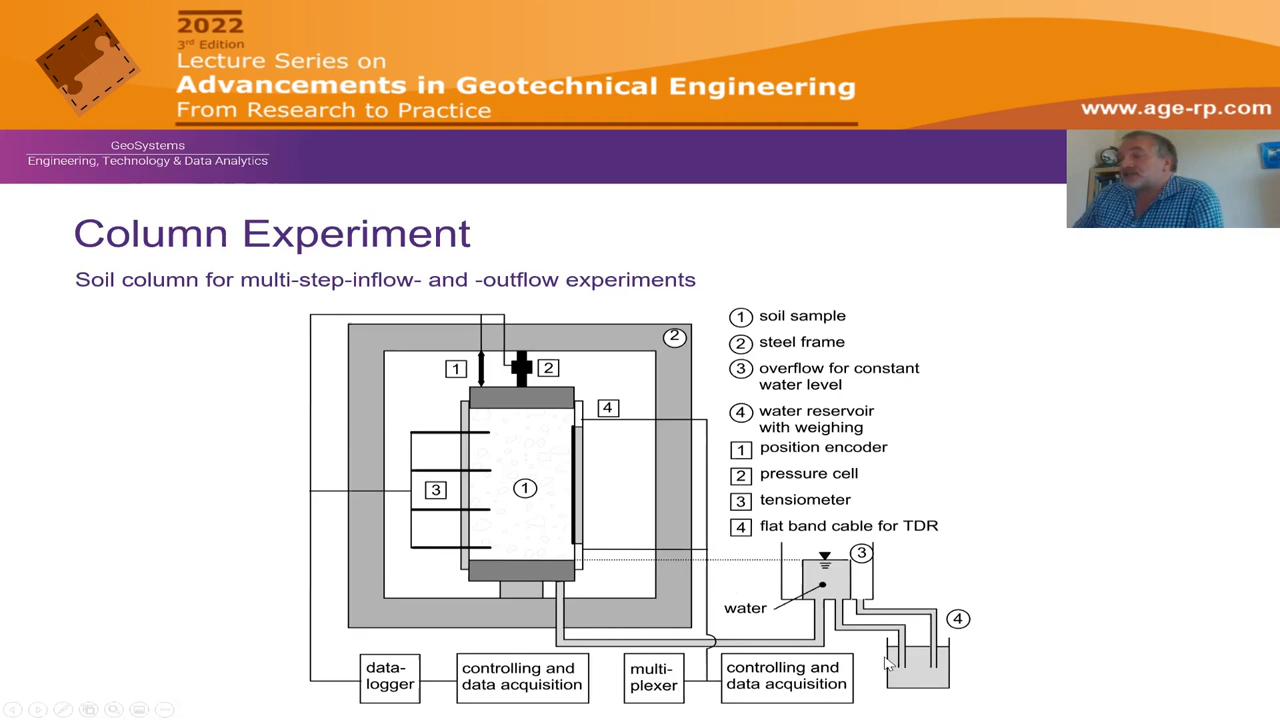 2022
3rd Edition
Lecture Series on
Advancements in Geotechnical Engineering
From Research to Practice
www.age-rp.com
GeoSystems
Engineering, Technology & Data Analytics
Column Experiment
Soil column for multi-step-inflow- and -outflow experiments
1 soil sample
2 steel frame
3 overflow for constant
water level
4 water reservoir
with weighing
1 position encoder
2 pressure cell
3 tensiometer
4 flat band cable for TDR
2
1
2
4
3
1
3
water
4
data-
logger
controlling and
data acquisition
multi-
plexer
controlling and
data acquisition